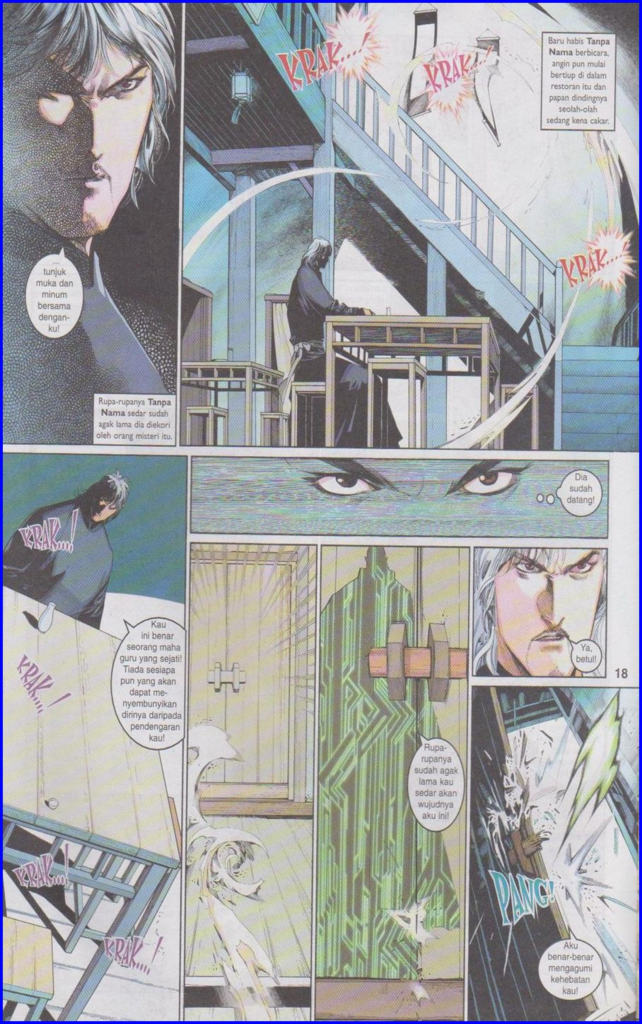 ...
tunjuk
muka dan
minum
bersama
dengan-
ku!
Rupa-rupanya Tanpa
Nama sedar sudah
agak lama dia diekori
oleh orang misteri itu.
KRAK...!
KRAK...!
Baru habis Tanpa
Nama berbicara,
angin pun mulai
bertiup di dalam
restoran itu dan
papan dindingnya
seolah-olah
sedang kena cakar.
KRAK...!
KRAK...!
Kau
ini benar
seorang maha
guru yang sejati!
Tiada sesiapa
pun yang akan
dapat me-
nyembunyikan
dirinya daripada
pendengaran
kau!
KRAK...!
KRAK...!
KRAK...!
Dia
sudah
datang!
Rupa-
rupanya
sudah agak
lama kau
sedar akan
wujudnya
aku ini!
Ya,
betul!
18
PANG!
Aku
benar-benar
mengagumi
kehebatan
kau!